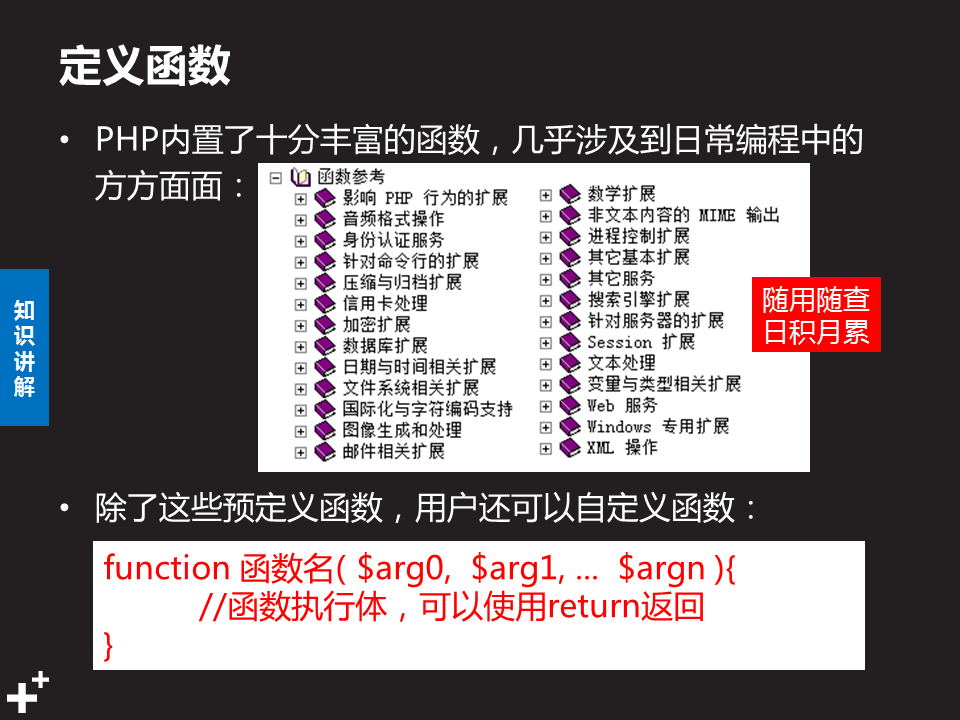 定义函数
• PHP内置了十分丰富的函数，几乎涉及到日常编程中的
方方面面：
函数参考
影响 PHP 行为的扩展
音频格式操作
身份认证服务
针对命令行的扩展
压缩与归档扩展
信用卡处理
加密扩展
数据库扩展
日期与时间相关扩展
文件系统相关扩展
国际化与字符编码支持
图像生成和处理
邮件相关扩展
数学扩展
非文本内容的 MIME 输出
进程控制扩展
其它基本扩展
其它服务
搜索引擎扩展
针对服务器的扩展
Session 扩展
文本处理
变量与类型相关扩展
Web 服务
Windows 专用扩展
XML 操作
随用随查
日积月累
知
识
讲
解
• 除了这些预定义函数，用户还可以自定义函数：
function 函数名( $arg0, $arg1, ... $argn ){
//函数执行体，可以使用return返回
}